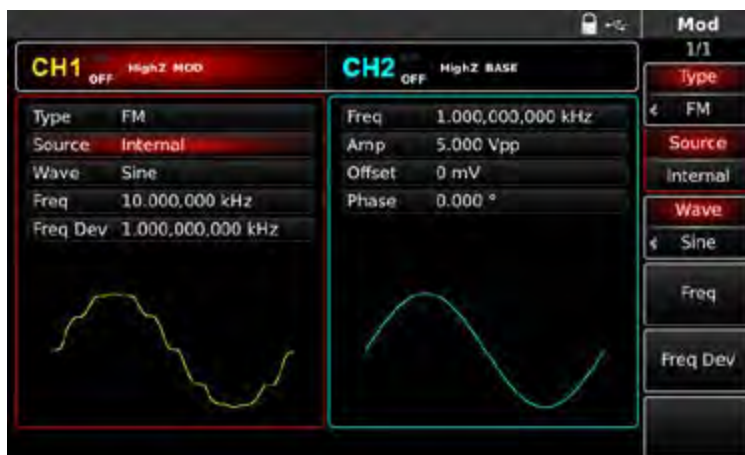 Mod
1/1
CH1 OFF HighZ MOD
CH2 OFF HighZ BASE
Type FM
Source Internal
Wave Sine
Freq 10.000,000 kHz
Freq Dev 1.000,000,000 kHz
Freq 1.000,000,000 kHz
Amp 5.000 Vpp
Offset 0 mV
Phase 0.000 °
Type
FM
Source
Internal
Wave
Sine
Freq
Freq Dev